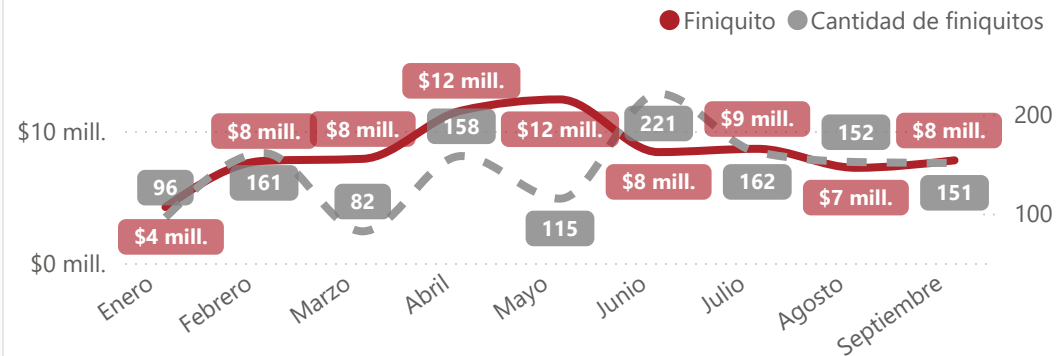 Finiquito Cantidad de finiquitos
$12 mill.
$10 mill. $8 mill. $8 mill. 158 $12 mill. 221 $9 mill. 152 $8 mill. 200
96 161 82 115 $8 mill. 162 $7 mill. 151 100
$4 mill.
$0 mill.
Enero Febrero Marzo Abril Mayo Junio Julio Agosto Septiembre